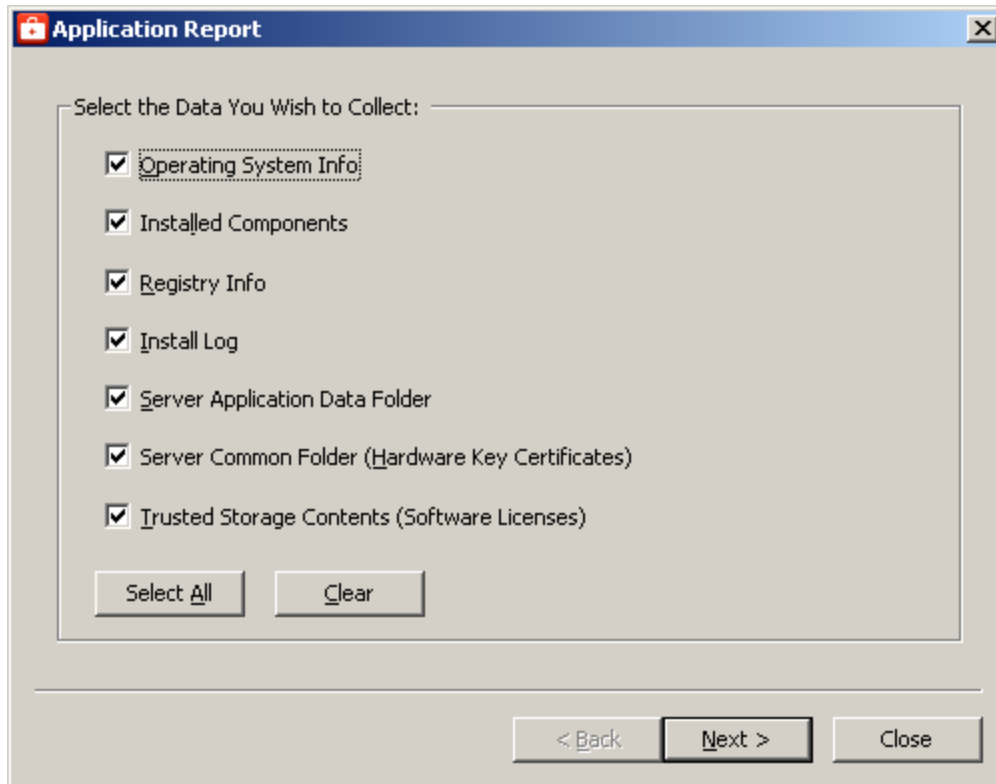 Application Report
Select the Data You Wish to Collect:
Operating System Info
Installed Components
Registry Info
Install Log
Server Application Data Folder
Server Common Folder (Hardware Key Certificates)
Trusted Storage Contents (Software Licenses)
Select All
Clear
< Back
Next >
Close